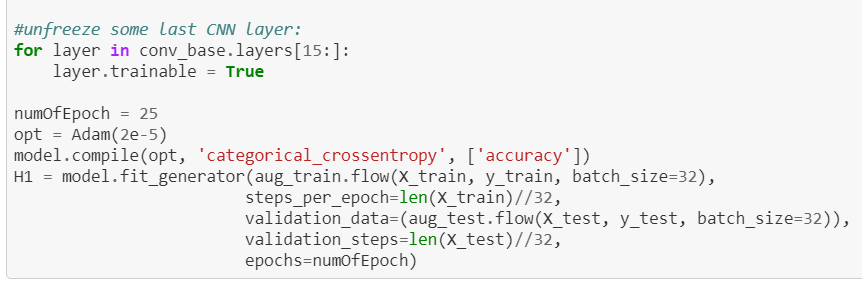 #unfreeze some last CNN layer:
for layer in conv_base.layers[15:]:
    layer.trainable = True
numOfEpoch = 25
opt = Adam(2e-5)
model.compile(opt, 'categorical_crossentropy', ['accuracy'])
H1 = model.fit_generator(aug_train.flow(X_train, y_train, batch_size=32),
                        steps_per_epoch=len(X_train)//32,
                        validation_data=(aug_test.flow(X_test, y_test, batch_size=32)),
                        validation_steps=len(X_test)//32,
                        epochs=numOfEpoch)